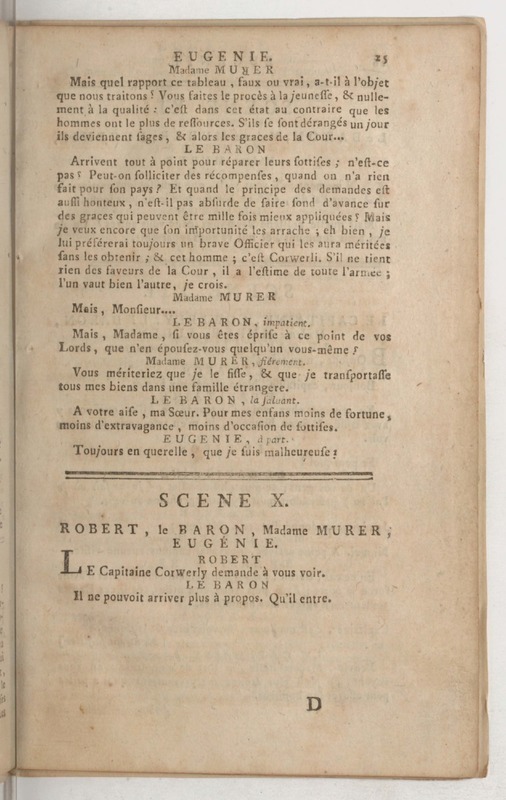 EUGENIE. 25
Madame MURER
Mais quel rapport ce tableau, faux ou vrai, a-t-il à l'objet
que nous traitons? Vous faites le procès à la jeunesse, & nulle-
ment à la qualité: c'est dans cet état au contraire que les
hommes ont le plus de ressources. S'ils se sont dérangés un jour
ils deviennent sages, & alors les graces de la Cour...
LE BARON
Arrivent tout à point pour réparer leurs sottises; n'est-ce
pas? Peut-on solliciter des récompenses, quand on n'a rien
fait pour son pays? Et quand le principe des demandes est
aussi honteux, n'est-il pas absurde de faire fond d'avance sur
des graces qui peuvent être mille fois mieux appliquées? Mais
je veux encore que son importunité les arrache; eh bien, je
lui préférerai toujours un brave Officier qui les aura méritées
sans les obtenir; & cet homme; c'est Corwerli. S'il ne tient
rien des faveurs de la Cour, il a l'estime de toute l'armée;
l'un vaut bien l'autre, je crois.
Madame MURER
Mais, Monsieur....
LE BARON, impatient.
Mais, Madame, si vous êtes éprise à ce point de vos
Lords, que n'en épousez-vous quelqu'un vous-même?
Madame MURER, fiérement.
Vous mériteriez que je le fisse, & que je transportasse
tous mes biens dans une famille étrangere.
LE BARON, la saluant.
A votre aise, ma Sœur. Pour mes enfans moins de fortune,
moins d'extravagance, moins d'occasion de sottises.
EUGENIE, à part.
Toujours en querelle, que je suis malheureuse!
SCENE X.
ROBERT, le BARON, Madame MURER,
EUGÉNIE.
ROBERT
LE Capitaine Corwerly demande à vous voir.
LE BARON
Il ne pouvoit arriver plus à propos. Qu'il entre.
D